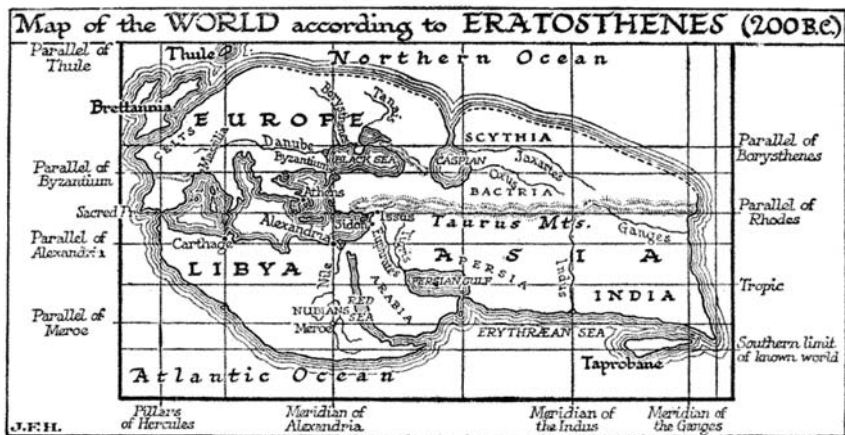 Map of the WORLD according to ERATOSTHENES (200 B.C.)
Parallel of
Thule
Thule
Northern Ocean
Brettannia
EUROPE
Borysthenes
Tana.
SCYTHIA
CELTS
Massilia
Danube
Byzantium
BLACK SEA
CASPIAN
Jaxartes
Oxus
BACTRIA
Parallel of
Borysthenes
Parallel of
Byzantium
Athens
Sacred Pr.
Issus
Taurus Mts.
Ganges
Parallel of
Rhodes
Alexandria
Sidon
Carthage
Parallel of
Alexandria
LIBYA
Nile
Euphrates
ARABIA
ASIA
PERSIA
PERSIAN GULF
Indus
INDIA
Tropic
NUBIANS
RED
SEA
Meroe
Parallel of
Meroe
ERYTHRÆAN SEA
Taprobane
Southern limit
of known world
Atlantic Ocean
J.F.H.
Pillars
of Hercules
Meridian of
Alexandria
Meridian of
the Indus
Meridian of
the Ganges